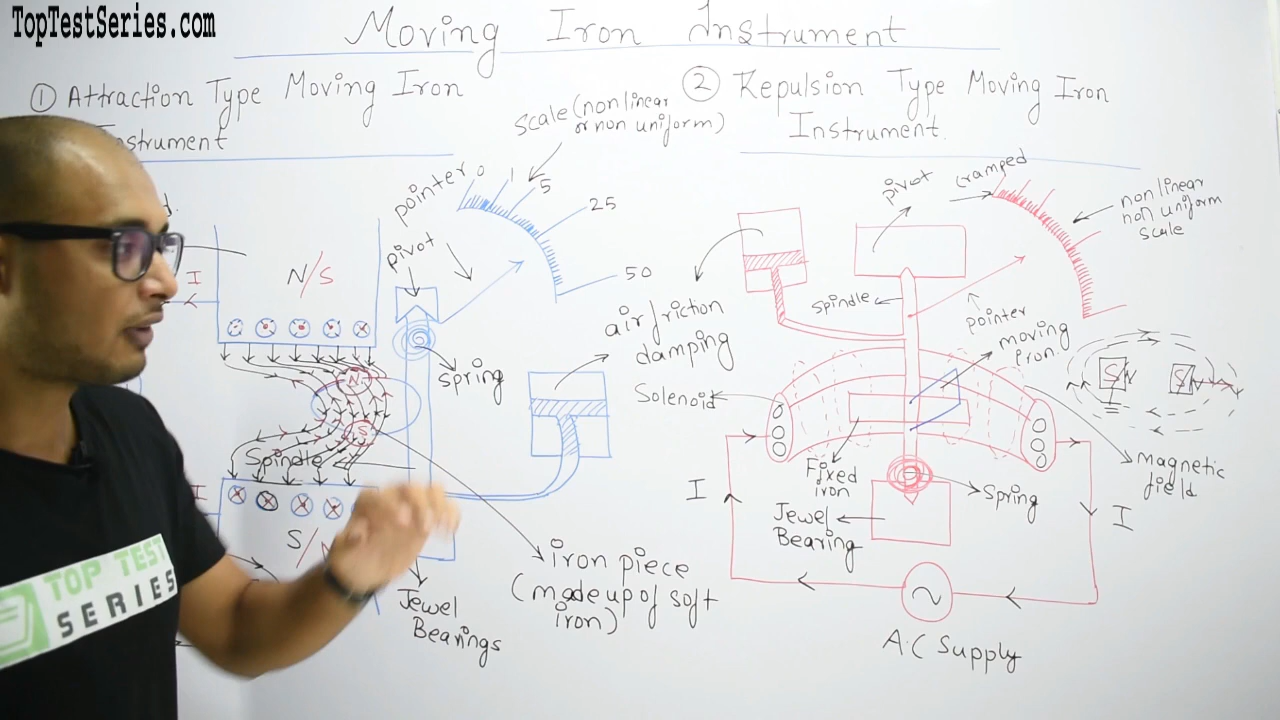 TopTestSeries.com
Moving Iron Instrument
① Attraction Type Moving Iron
Instrument
② Repulsion Type Moving Iron
Instrument.
scale (non linear
or non uniform)
0
1
5
25
50
pointer
pivot
I
N/S
N
S
Spindle
spring
I
S/
air friction
damping
iron piece
(made up of soft
iron)
Jewel
Bearings
pivot
cramped
non linear
non uniform
scale
spindle
pointer
moving
iron.
Solenoid
Fixed
iron
Spring
Jewel
Bearing
Magnetic
field
S N
S N
I
I
A.C Supply
TOP TEST
SERIES